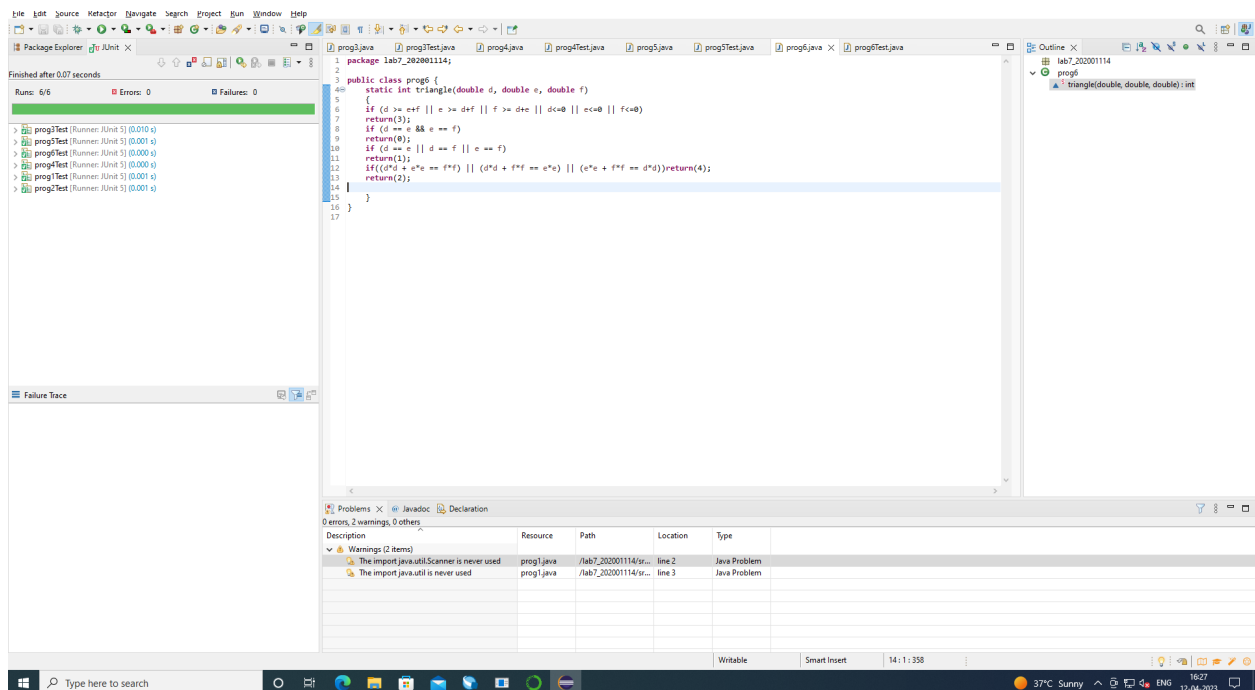 File Edit Source Refactor Navigate Search Project Run Window Help
Package Explorer JUnit
Finished after 0.07 seconds
Runs: 6/6 Errors: 0 Failures: 0
prog3Test [Runner: JUnit 5] (0.010 s)
prog5Test [Runner: JUnit 5] (0.001 s)
prog6Test [Runner: JUnit 5] (0.000 s)
prog4Test [Runner: JUnit 5] (0.000 s)
prog1Test [Runner: JUnit 5] (0.001 s)
prog2Test [Runner: JUnit 5] (0.001 s)
Failure Trace
prog3.java prog3Test.java prog4.java prog4Test.java prog5.java prog5Test.java prog6.java prog6Test.java
1 package lab7_202001114;
2
3 public class prog6 {
4 static int triangle(double d, double e, double f)
5 {
6 if (d >= e+f || e >= d+f || f >= d+e || d<=0 || e<=0 || f<=0)
7 return(3);
8 if (d == e && e == f)
9 return(0);
10 if (d == e || d == f || e == f)
11 return(1);
12 if((d*d + e*e == f*f) || (d*d + f*f == e*e) || (e*e + f*f == d*d))return(4);
13 return(2);
14
15 }
16 }
17
Outline
lab7_202001114
prog6
triangle(double, double, double) : int
Problems Javadoc Declaration
0 errors, 2 warnings, 0 others
Description Resource Path Location Type
Warnings (2 items)
The import java.util.Scanner is never used prog1.java /lab7_202001114/sr... line 2 Java Problem
The import java.util is never used prog1.java /lab7_202001114/sr... line 3 Java Problem
Writable Smart Insert 14 : 1 : 358
Type here to search 37°C Sunny ENG 16:27
12-04-2023